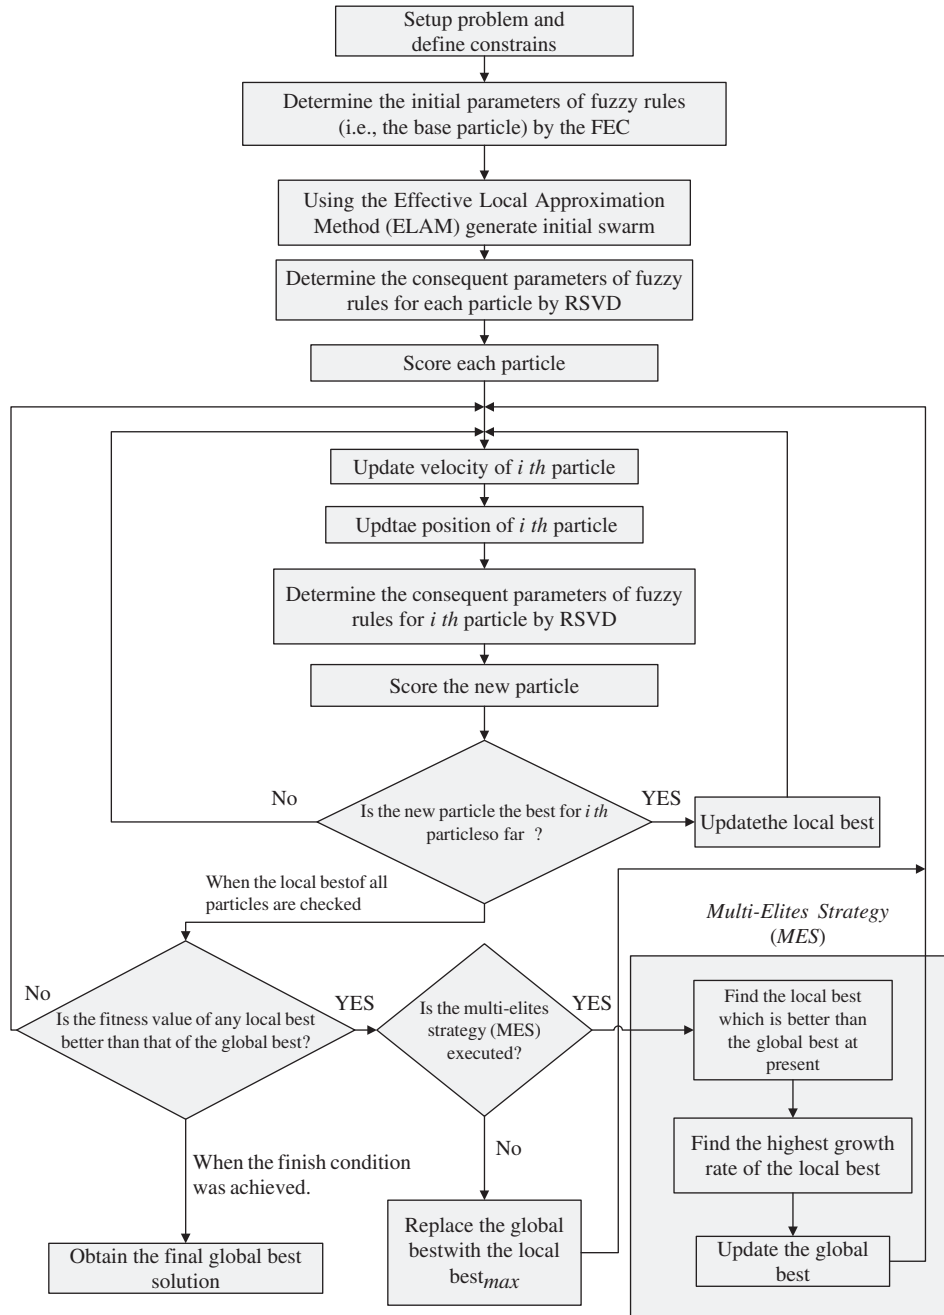 Setup problem and
define constrains
Determine the initial parameters of fuzzy rules
(i.e., the base particle) by the FEC
Using the Effective Local Approximation
Method (ELAM) generate initial swarm
Determine the consequent parameters of fuzzy
rules for each particle by RSVD
Score each particle
Update velocity of i th particle
Updtae position of i th particle
Determine the consequent parameters of fuzzy
rules for i th particle by RSVD
Score the new particle
No
Is the new particle the best for i th
particleso far ?
YES
Updatethe local best
When the local bestof all
particles are checked
Multi-Elites Strategy
(MES)
No
Is the fitness value of any local best
better than that of the global best?
YES
Is the multi-elites
strategy (MES)
executed?
YES
Find the local best
which is better than
the global best at
present
No
When the finish condition
was achieved.
Find the highest growth
rate of the local best
Obtain the final global best
solution
Replace the global
bestwith the local
bestmax
Update the global
best